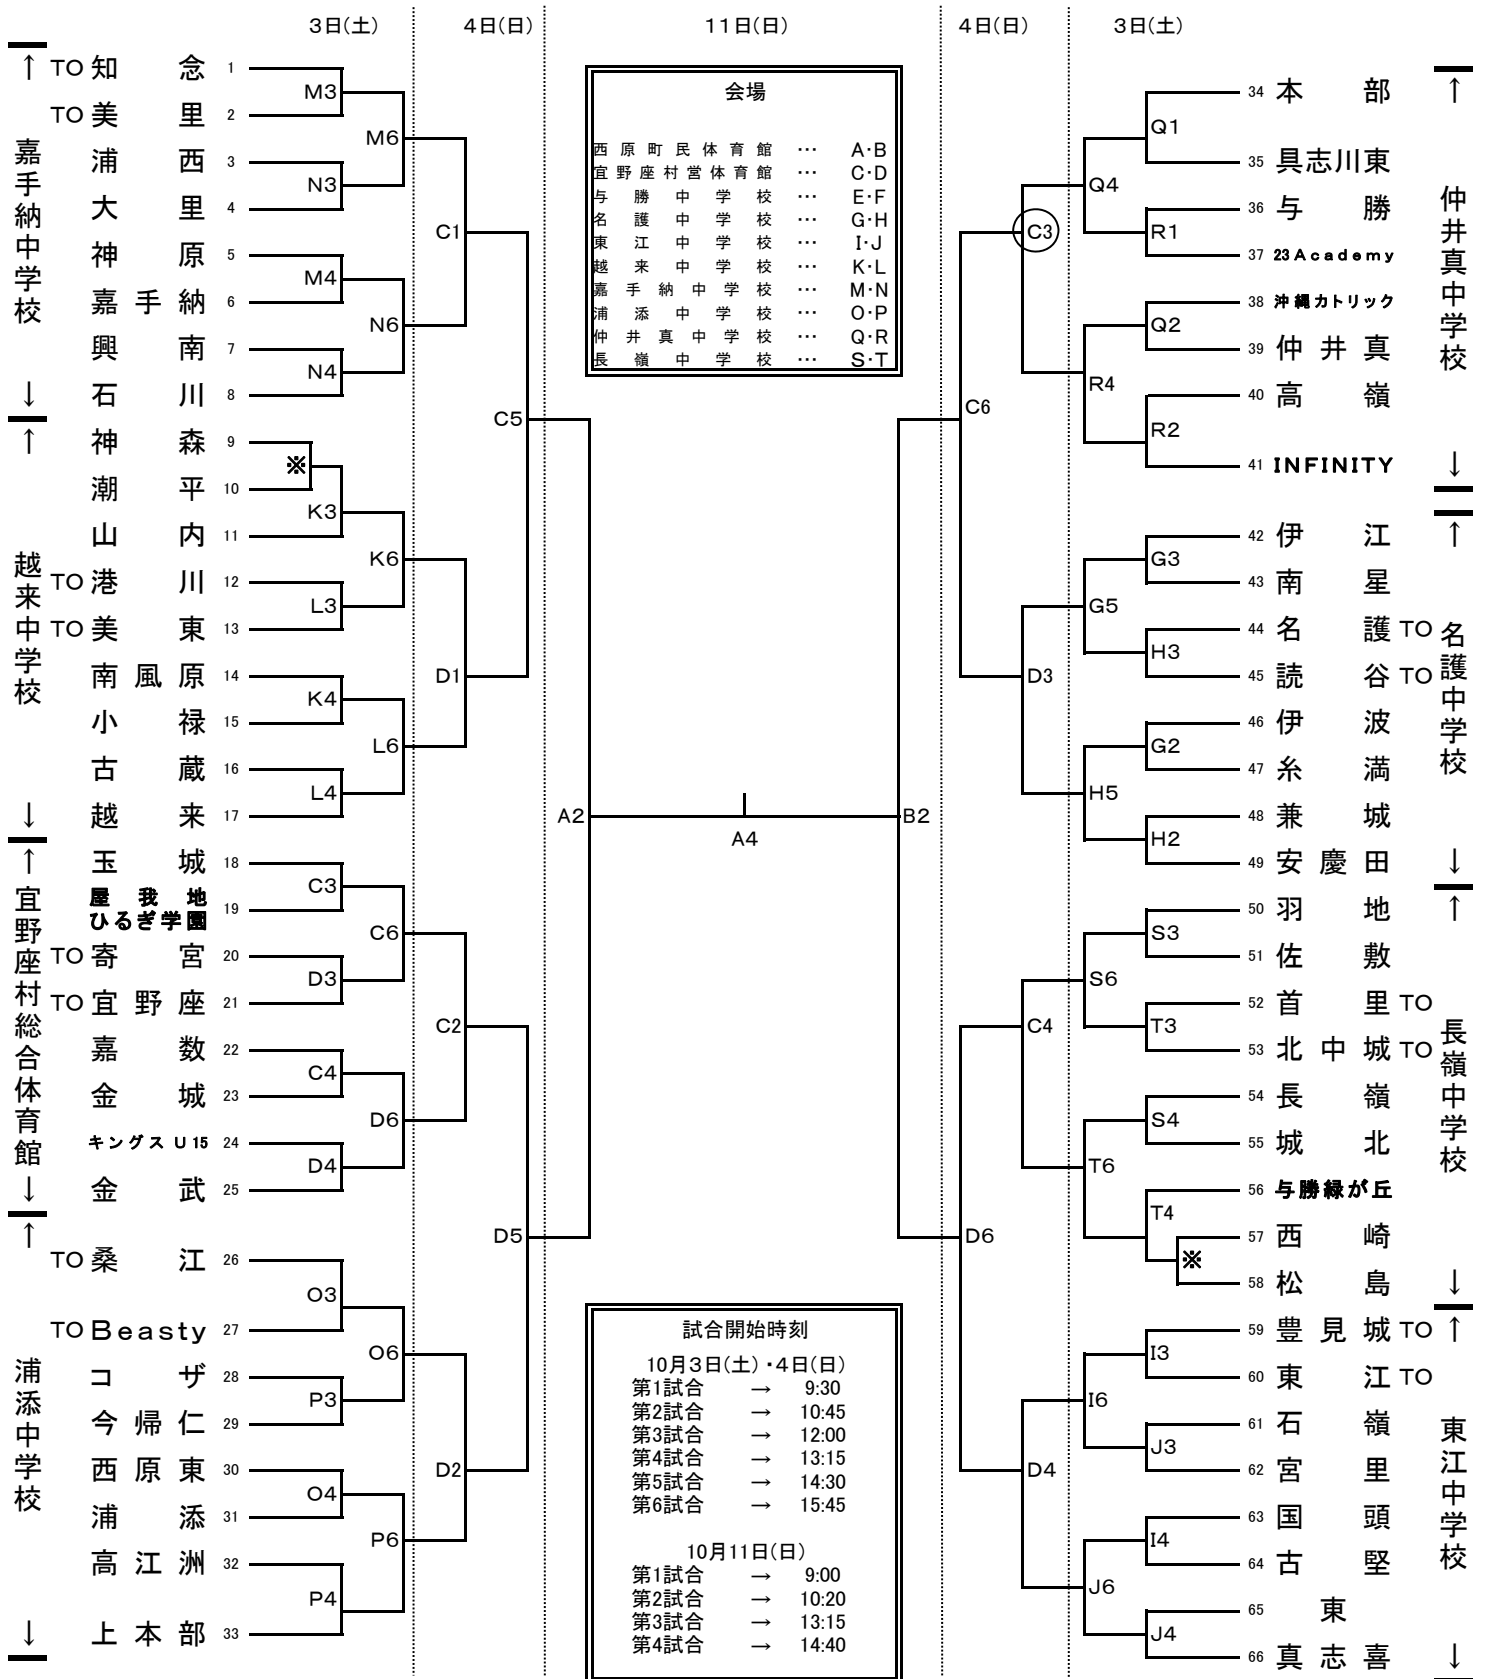 3日(土)
4日(日)
11日(日)
4日(日)
3日(土)
嘉手納中学校
↑
TO 知念 1
TO 美里 2
浦西 3
大里 4
神原 5
嘉手納 6
興南 7
石川 8
↓
M3
N3
M4
N4
M6
N6
C1
越来中学校
↑
神森 9
潮平 10
山内 11
TO 港川 12
TO 美東 13
南風原 14
小禄 15
古蔵 16
越来 17
↓
※
K3
L3
K4
L4
K6
L6
D1
C5
宜野座村総合体育館
↑
玉城 18
屋我地
ひるぎ学園 19
TO 寄宮 20
TO 宜野座 21
嘉数 22
金城 23
キングスU15 24
金武 25
↓
C3
D3
C4
D4
C6
D6
C2
浦添中学校
↑
TO 桑江 26
TO Beasty 27
コザ 28
今帰仁 29
西原東 30
浦添 31
高江洲 32
上本部 33
↓
O3
P3
O4
P4
O6
P6
D2
D5
A2
会場
西原町民体育館 … A・B
宜野座村営体育館 … C・D
与勝中学校 … E・F
名護中学校 … G・H
東江中学校 … I・J
越来中学校 … K・L
嘉手納中学校 … M・N
浦添中学校 … O・P
仲井真中学校 … Q・R
長嶺中学校 … S・T
A4
試合開始時刻
10月3日(土)・4日(日)
第1試合 → 9:30
第2試合 → 10:45
第3試合 → 12:00
第4試合 → 13:15
第5試合 → 14:30
第6試合 → 15:45
10月11日(日)
第1試合 → 9:00
第2試合 → 10:20
第3試合 → 13:15
第4試合 → 14:40
B2
C6
D6
C3
D3
C4
D4
仲井真中学校
↑
34 本部
35 具志川東
36 与勝
37 23Academy
38 沖縄カトリック
39 仲井真
40 高嶺
41 INFINITY
↓
Q1
R1
Q2
R2
Q4
R4
名護中学校
↑
42 伊江
43 南星
44 名護 TO
45 読谷 TO
46 伊波
47 糸満
48 兼城
49 安慶田
↓
G3
H3
G2
H2
G5
H5
長嶺中学校
↑
50 羽地
51 佐敷
52 首里 TO
53 北中城 TO
54 長嶺
55 城北
56 与勝緑が丘
57 西崎
58 松島
↓
S3
T3
S4
T4
※
S6
T6
東江中学校
↑
59 豊見城 TO
60 東江 TO
61 石嶺
62 宮里
63 国頭
64 古堅
65 東
66 真志喜
↓
I3
J3
I4
J4
I6
J6